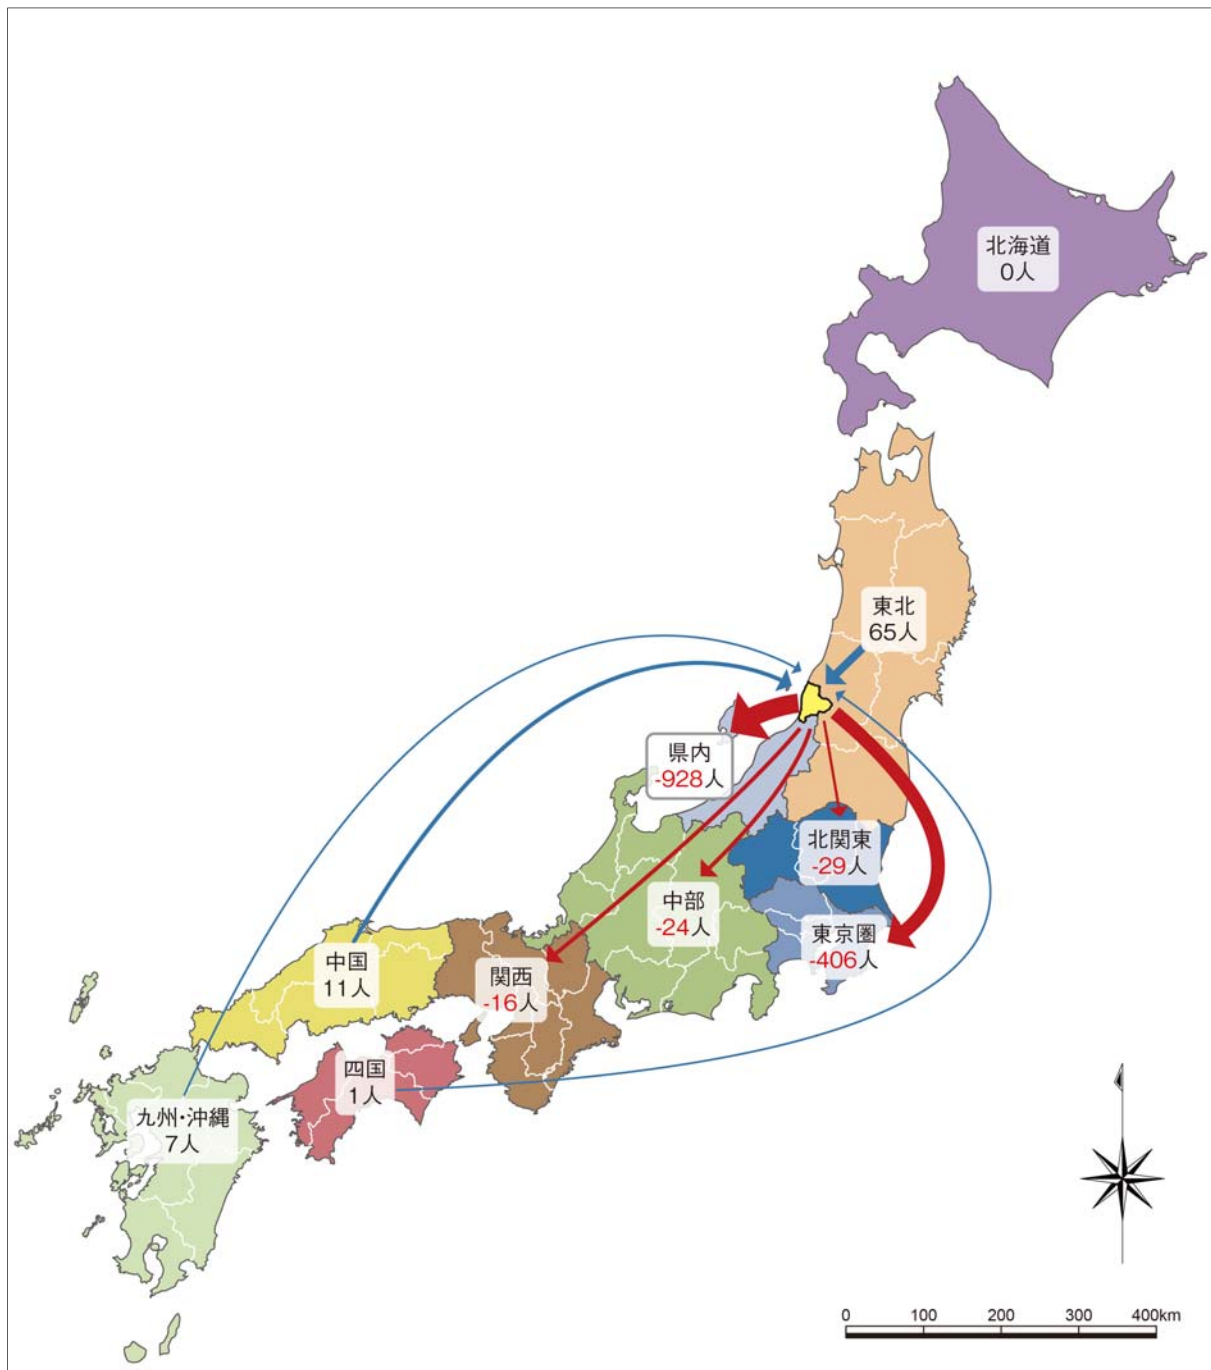 北海道
0人
東北
65人
県内
-928人
北関東
-29人
中部
-24人
東京圏
-406人
中国
11人
関西
-16人
四国
1人
九州・沖縄
7人
0 100 200 300 400km